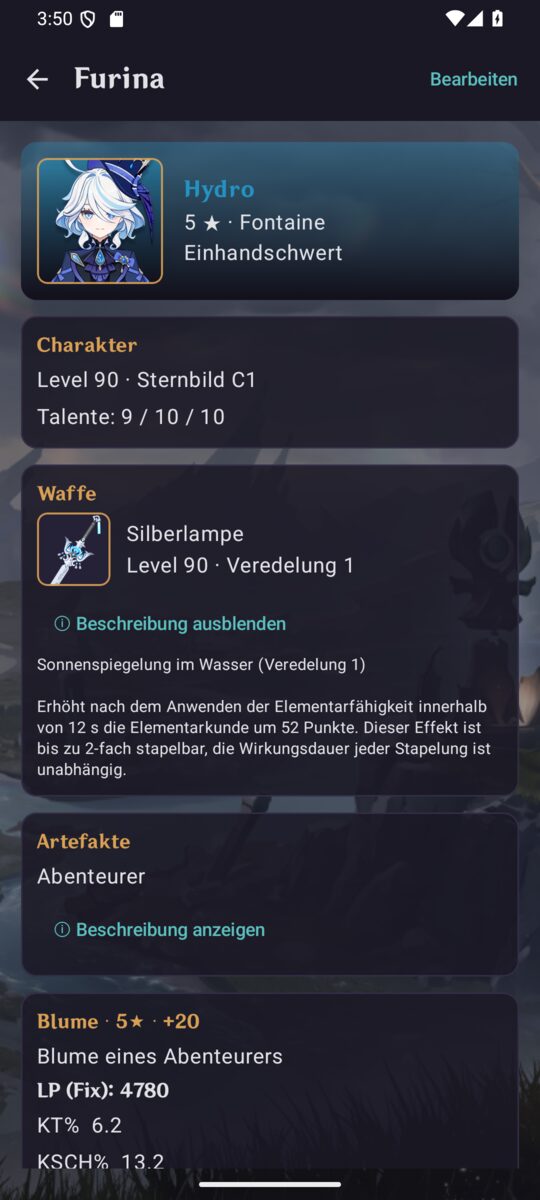 3:50
Furina
Bearbeiten
Hydro
5 ★ · Fontaine
Einhandschwert
Charakter
Level 90 · Sternbild C1
Talente: 9 / 10 / 10
Waffe
Silberlampe
Level 90 · Veredelung 1
ⓘ Beschreibung ausblenden
Sonnenspiegelung im Wasser (Veredelung 1)
Erhöht nach dem Anwenden der Elementarfähigkeit innerhalb
von 12 s die Elementarkunde um 52 Punkte. Dieser Effekt ist
bis zu 2-fach stapelbar, die Wirkungsdauer jeder Stapelung ist
unabhängig.
Artefakte
Abenteurer
ⓘ Beschreibung anzeigen
Blume · 5★ · +20
Blume eines Abenteurers
LP (Fix): 4780
KT% 6.2
KSCH% 13.2